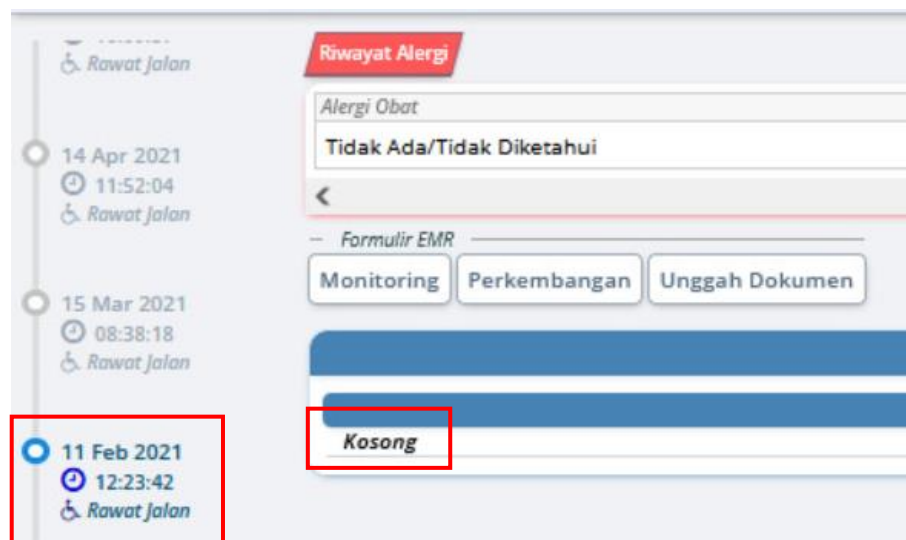 Rawat Jalan
14 Apr 2021
11:52:04
Rawat Jalan
15 Mar 2021
08:38:18
Rawat Jalan
11 Feb 2021
12:23:42
Rawat Jalan
Riwayat Alergi
Alergi Obat
Tidak Ada/Tidak Diketahui
Formulir EMR
Monitoring Perkembangan Unggah Dokumen
Kosong